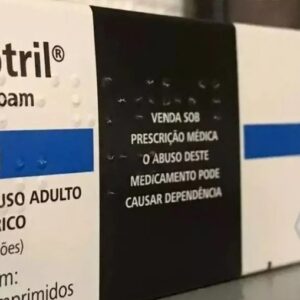 otril®
pam
VENDA SOB
PRESCRIÇÃO MÉDICA
O ABUSO DESTE
MEDICAMENTO PODE
CAUSAR DEPENDÊNCIA
USO ADULTO
RICO
ões)
m:
mprimidos